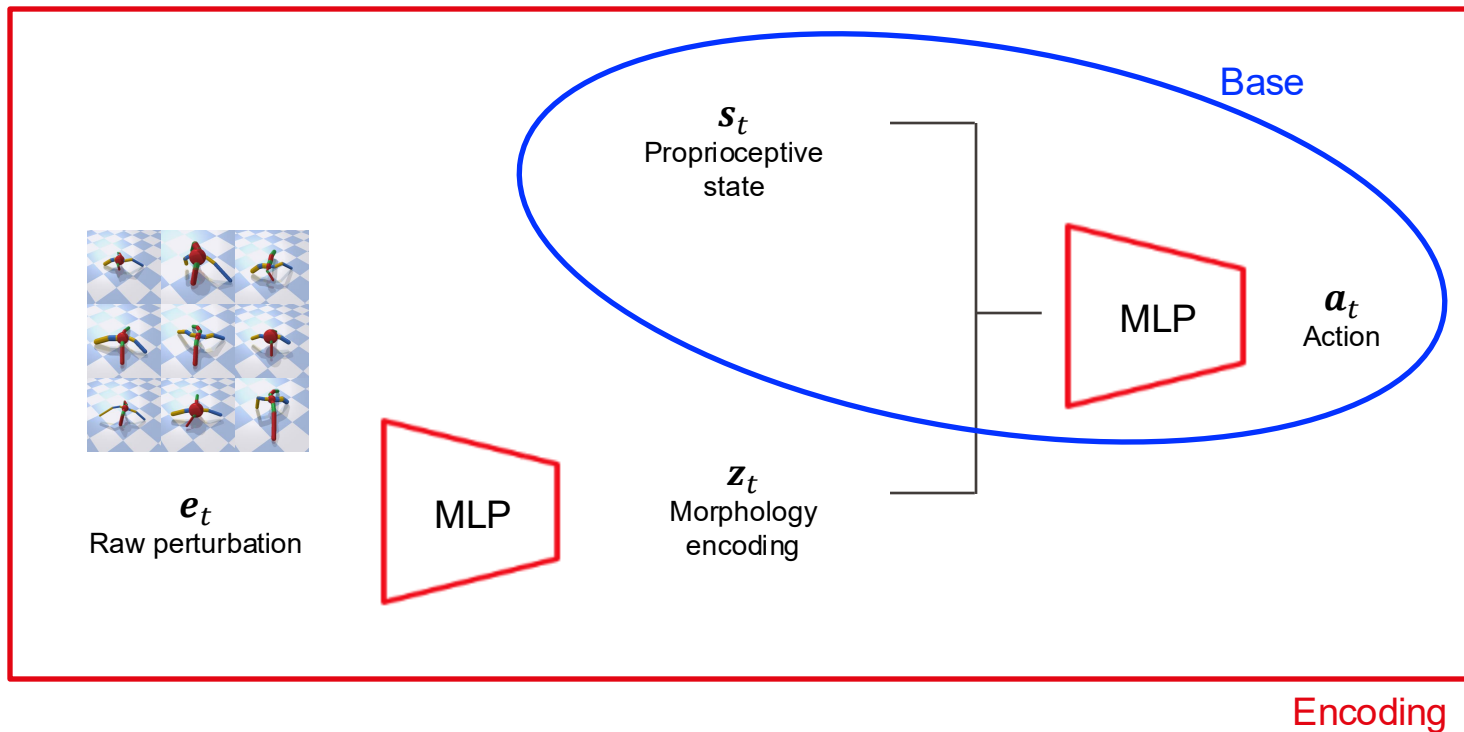 Base
s_t
Proprioceptive
state
MLP
a_t
Action
e_t
Raw perturbation
MLP
z_t
Morphology
encoding
Encoding